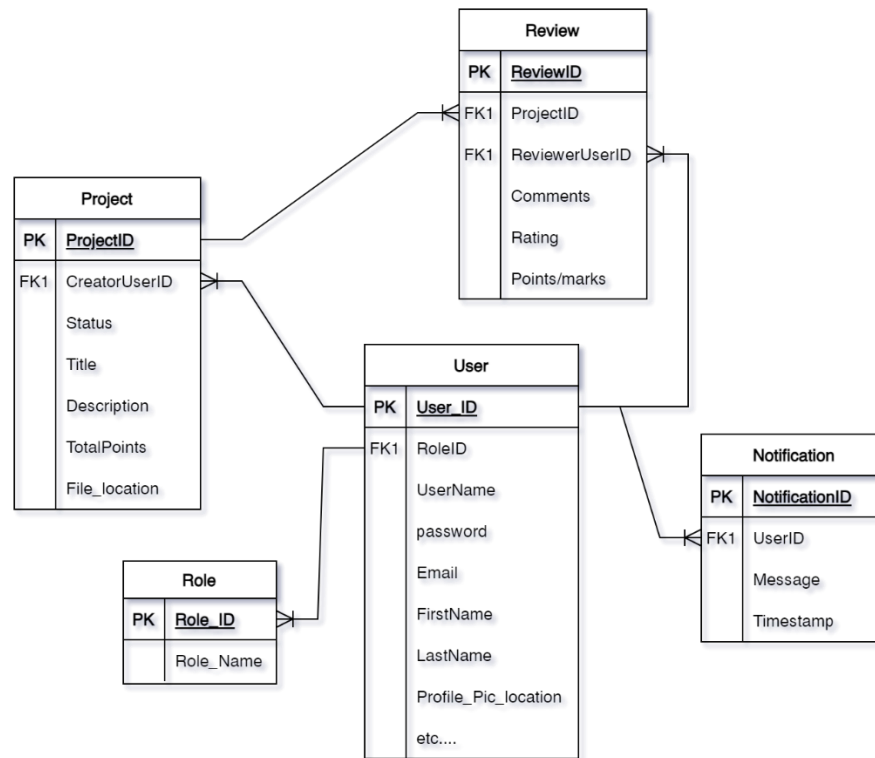 Review
PK ReviewID
FK1 ProjectID
FK1 ReviewerUserID
Comments
Rating
Points/marks
Project
PK ProjectID
FK1 CreatorUserID
Status
Title
Description
TotalPoints
File_location
User
PK User_ID
FK1 RoleID
UserName
password
Email
FirstName
LastName
Profile_Pic_location
etc....
Notification
PK NotificationID
FK1 UserID
Message
Timestamp
Role
PK Role_ID
Role_Name